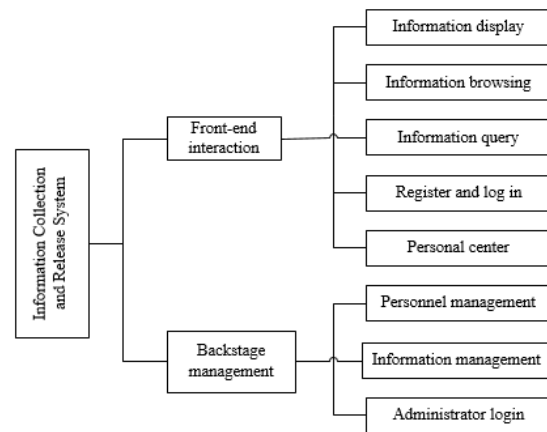 Information Collection
and Release System
Front-end
interaction
Information display
Information browsing
Information query
Register and log in
Personal center
Backstage
management
Personnel management
Information management
Administrator login